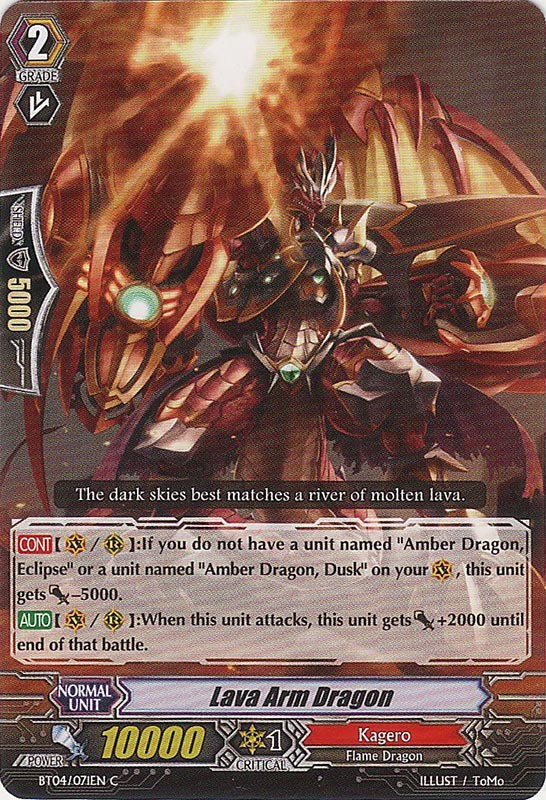 2
GRADE
SHIELD
5000
The dark skies best matches a river of molten lava.
CONT【 / 】:If you do not have a unit named "Amber Dragon,
Eclipse" or a unit named "Amber Dragon, Dusk" on your , this unit
gets -5000.
AUTO【 / 】:When this unit attacks, this unit gets +2000 until
end of that battle.
NORMAL
UNIT
Lava Arm Dragon
POWER
10000
1
CRITICAL
Kagero
Flame Dragon
BT04/071EN C
ILLUST / ToMo